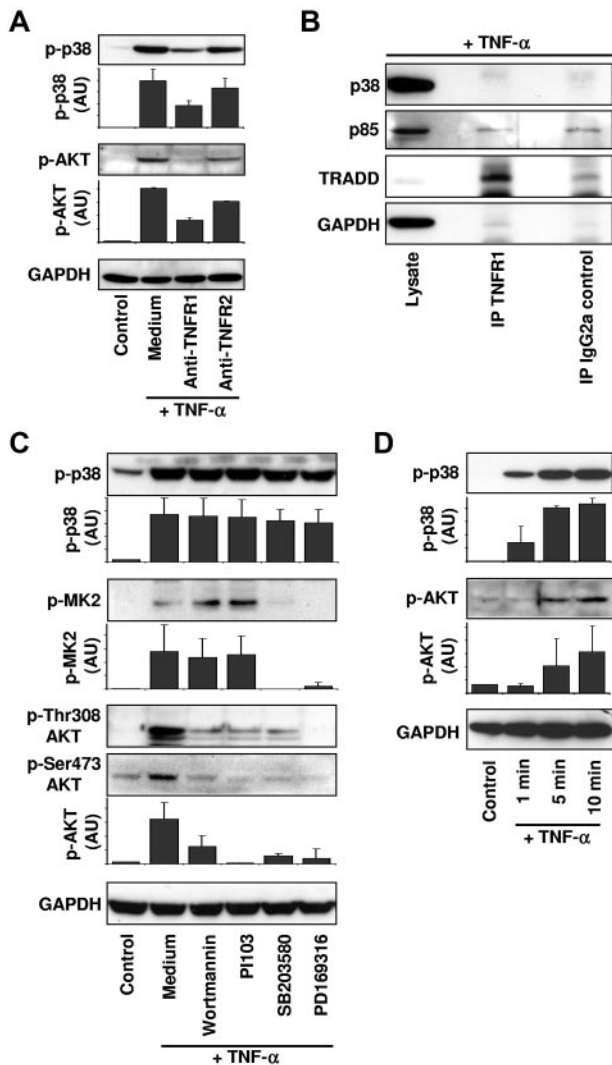 A
p-p38
p-p38
(AU)
p-AKT
p-AKT
(AU)
GAPDH
Control
Medium
Anti-TNFR1
Anti-TNFR2
+ TNF-α
B
+ TNF-α
p38
p85
TRADD
GAPDH
Lysate
IP TNFR1
IP IgG2a control
C
p-p38
p-p38
(AU)
p-MK2
p-MK2
(AU)
p-Thr308
AKT
p-Ser473
AKT
p-AKT
(AU)
GAPDH
Control
Medium
Wortmannin
PI103
SB203580
PD169316
+ TNF-α
D
p-p38
p-p38
(AU)
p-AKT
p-AKT
(AU)
GAPDH
Control
1 min
5 min
10 min
+ TNF-α